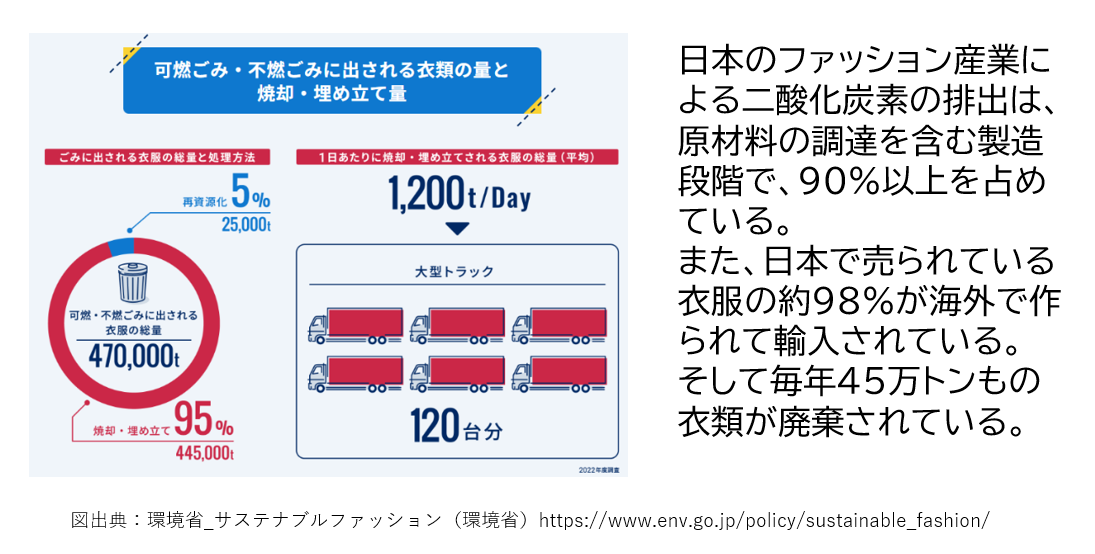 可燃ごみ・不燃ごみに出される衣類の量と
焼却・埋め立て量
ごみに出される衣服の総量と処理方法
再資源化 5%
25,000t
可燃・不燃ごみに出される
衣服の総量
470,000t
焼却・埋め立て 95%
445,000t
1日あたりに焼却・埋め立てされる衣服の総量(平均)
1,200t/Day
大型トラック
120台分
2022年度調査
日本のファッション産業に
よる二酸化炭素の排出は、
原材料の調達を含む製造
段階で、90%以上を占め
ている。
また、日本で売られている
衣服の約98%が海外で作
られて輸入されている。
そして毎年45万トンもの
衣類が廃棄されている。
図出典:環境省_サステナブルファッション(環境省)https://www.env.go.jp/policy/sustainable_fashion/